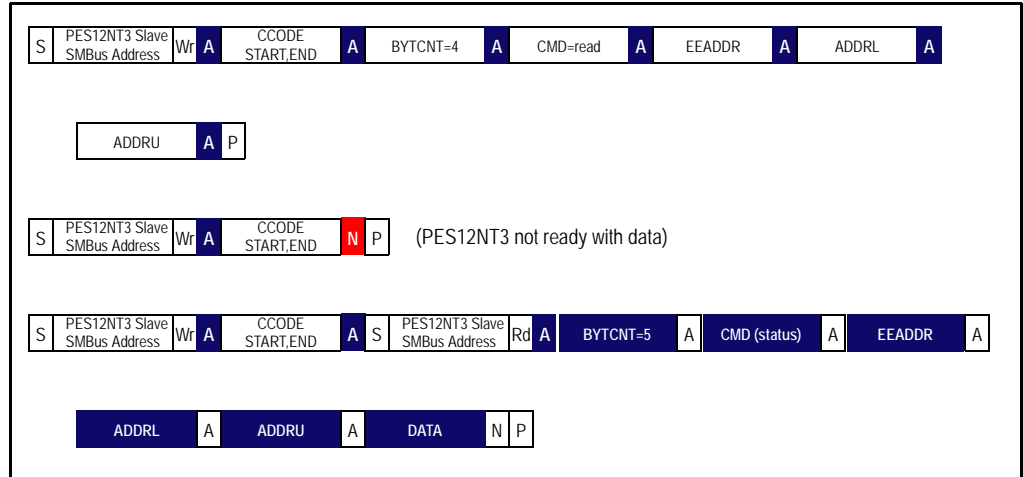 S PES12NT3 Slave SMBus Address Wr A CCODE START,END A BYTCNT=4 A CMD=read A EEADDR A ADDRL A
ADDRU A P
S PES12NT3 Slave SMBus Address Wr A CCODE START,END N P (PES12NT3 not ready with data)
S PES12NT3 Slave SMBus Address Wr A CCODE START,END A S PES12NT3 Slave SMBus Address Rd A BYTCNT=5 A CMD (status) A EEADDR A
ADDRL A ADDRU A DATA N P